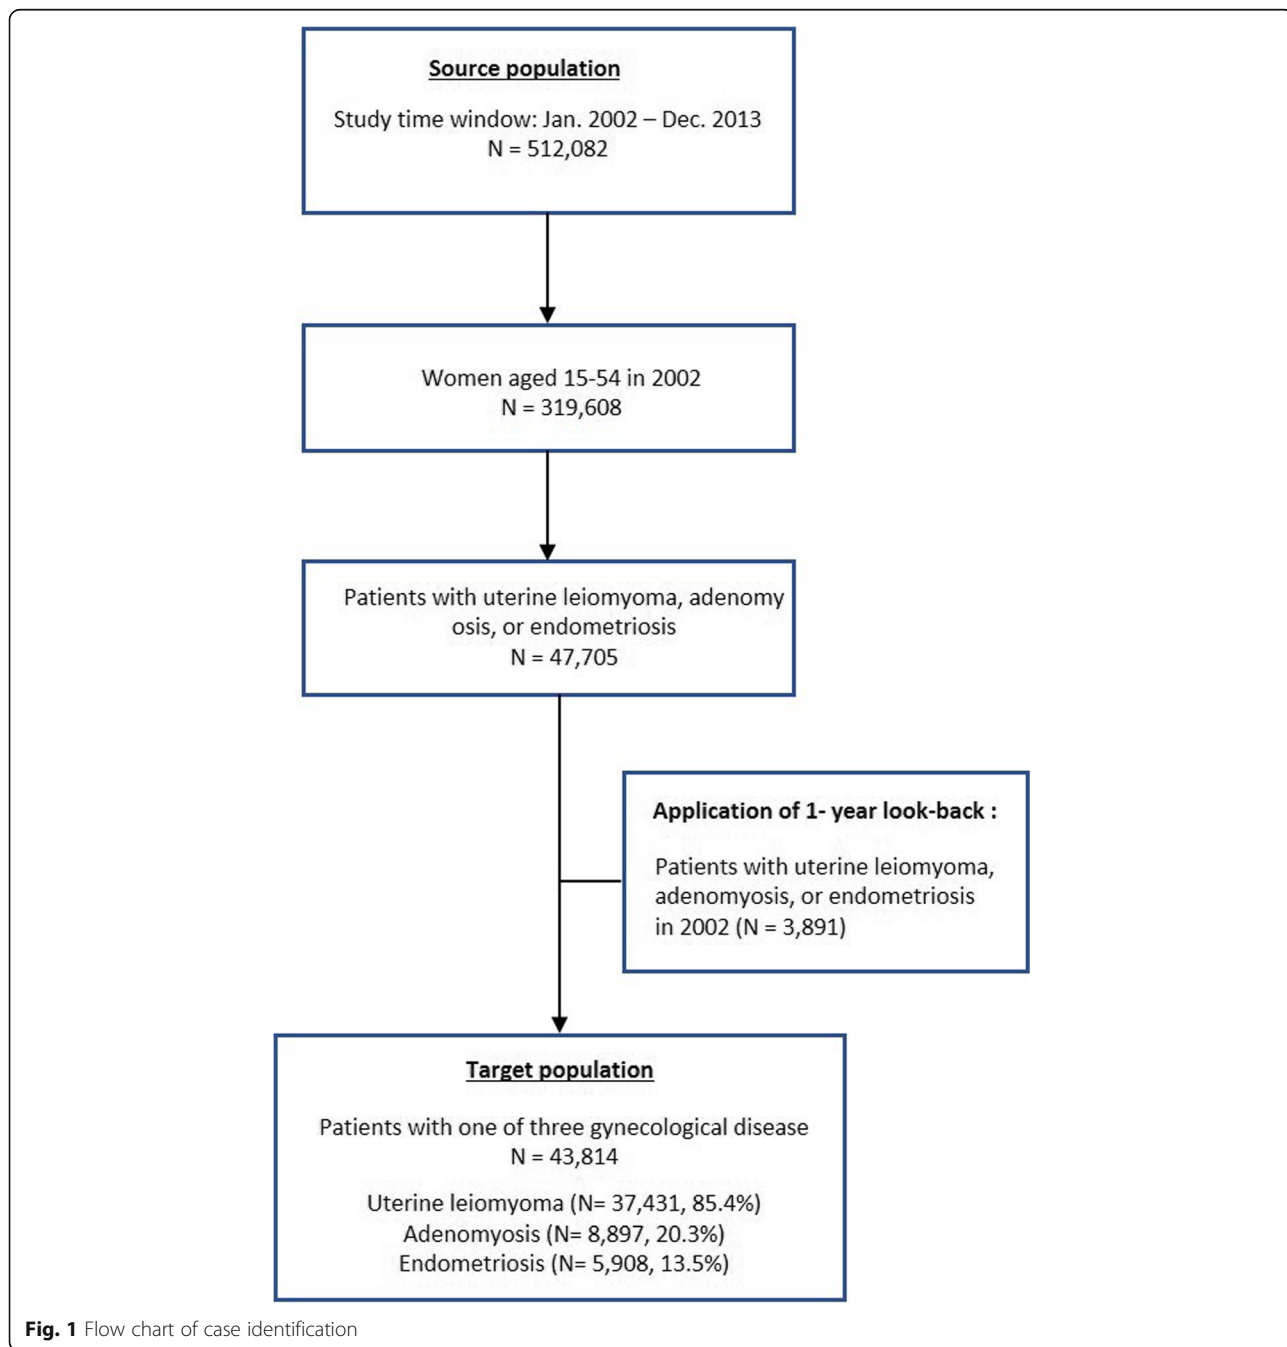 Source population
Study time window: Jan. 2002 – Dec. 2013
N = 512,082
Women aged 15-54 in 2002
N = 319,608
Patients with uterine leiomyoma, adenomy
osis, or endometriosis
N = 47,705
Application of 1- year look-back :
Patients with uterine leiomyoma,
adenomyosis, or endometriosis
in 2002 (N = 3,891)
Target population
Patients with one of three gynecological disease
N = 43,814
Uterine leiomyoma (N= 37,431, 85.4%)
Adenomyosis (N= 8,897, 20.3%)
Endometriosis (N= 5,908, 13.5%)
Fig. 1 Flow chart of case identification